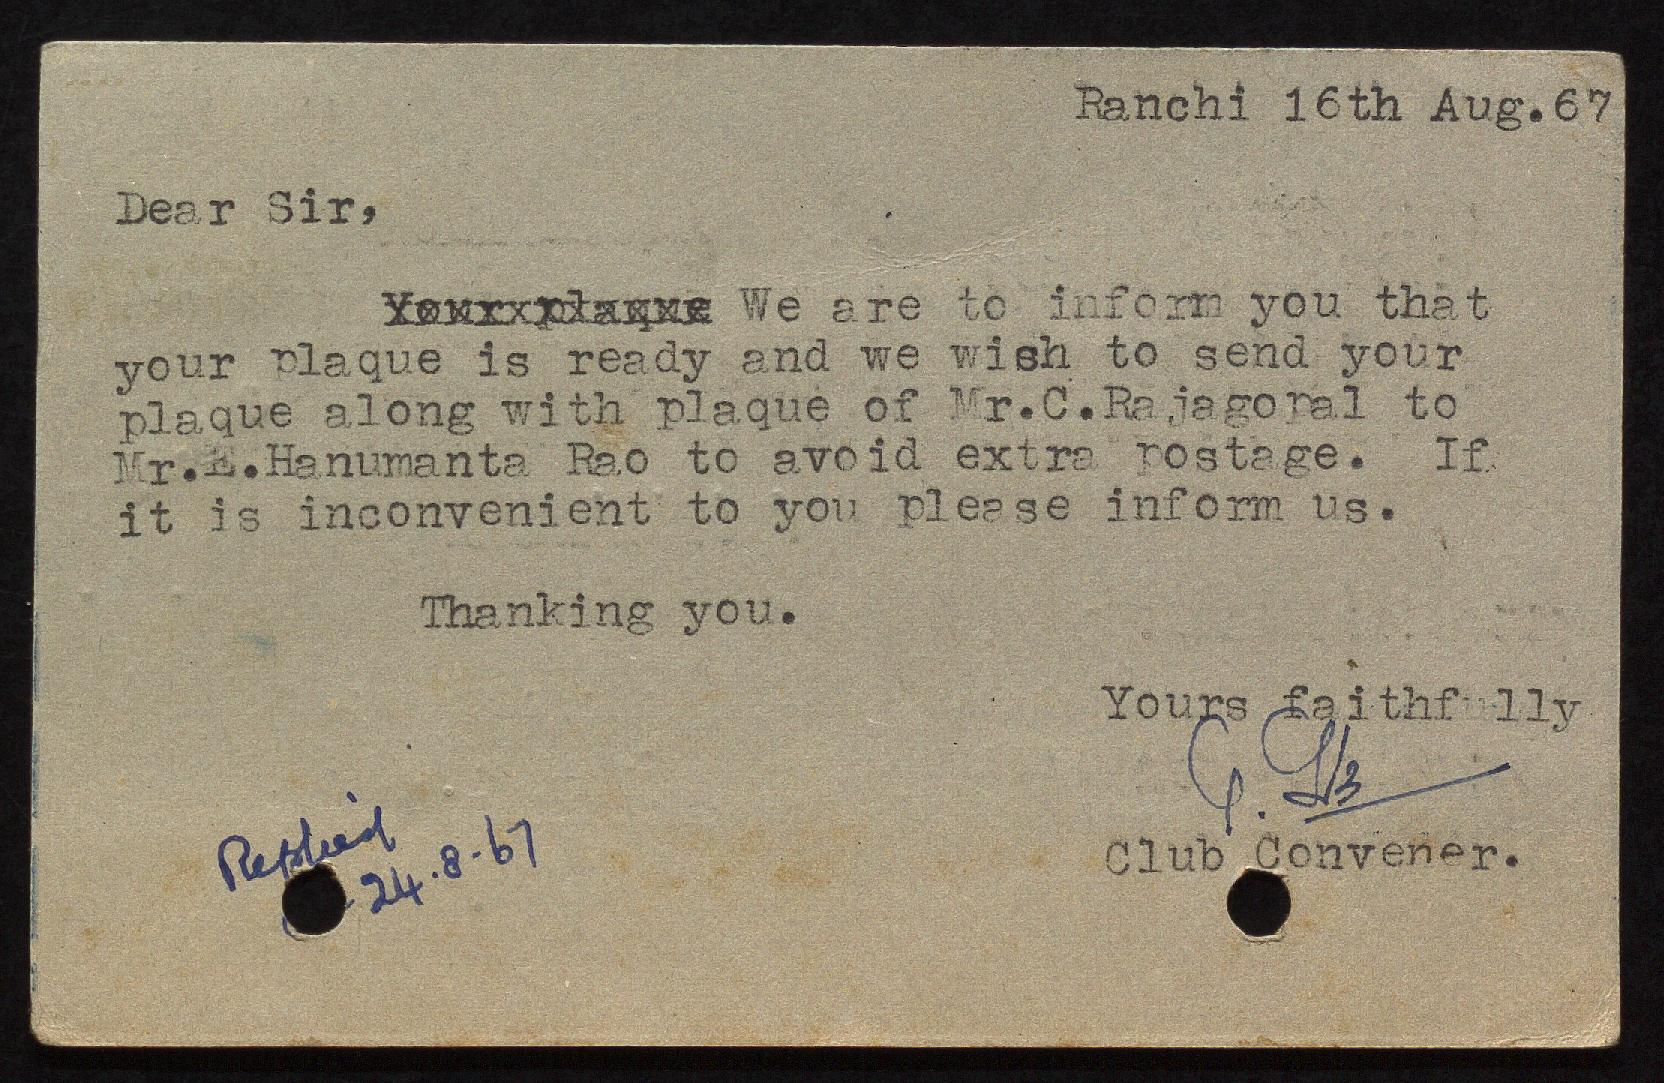 Ranchi 16th Aug.67
Dear Sir,
Your plaque We are to inform you that
your plaque is ready and we wish to send your
plaque along with plaque of Mr.C.Rajagopal to
Mr.E.Hanumanta Rao to avoid extra postage. If
it is inconvenient to you please inform us.
Thanking you.
Yours faithfully
Club Convener.
Replied
24.8.67